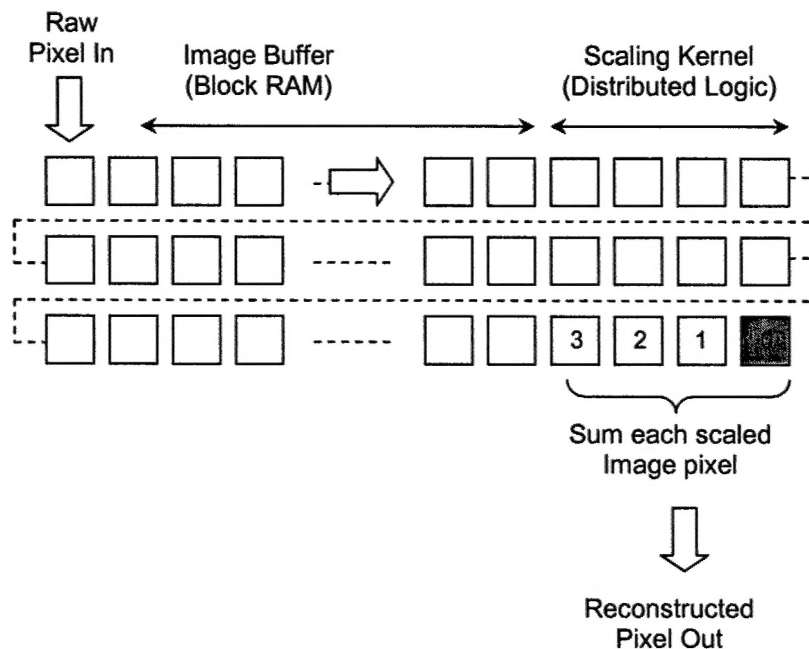 Raw
Pixel In
Image Buffer
(Block RAM)
Scaling Kernel
(Distributed Logic)
3 2 1
Sum each scaled
Image pixel
Reconstructed
Pixel Out